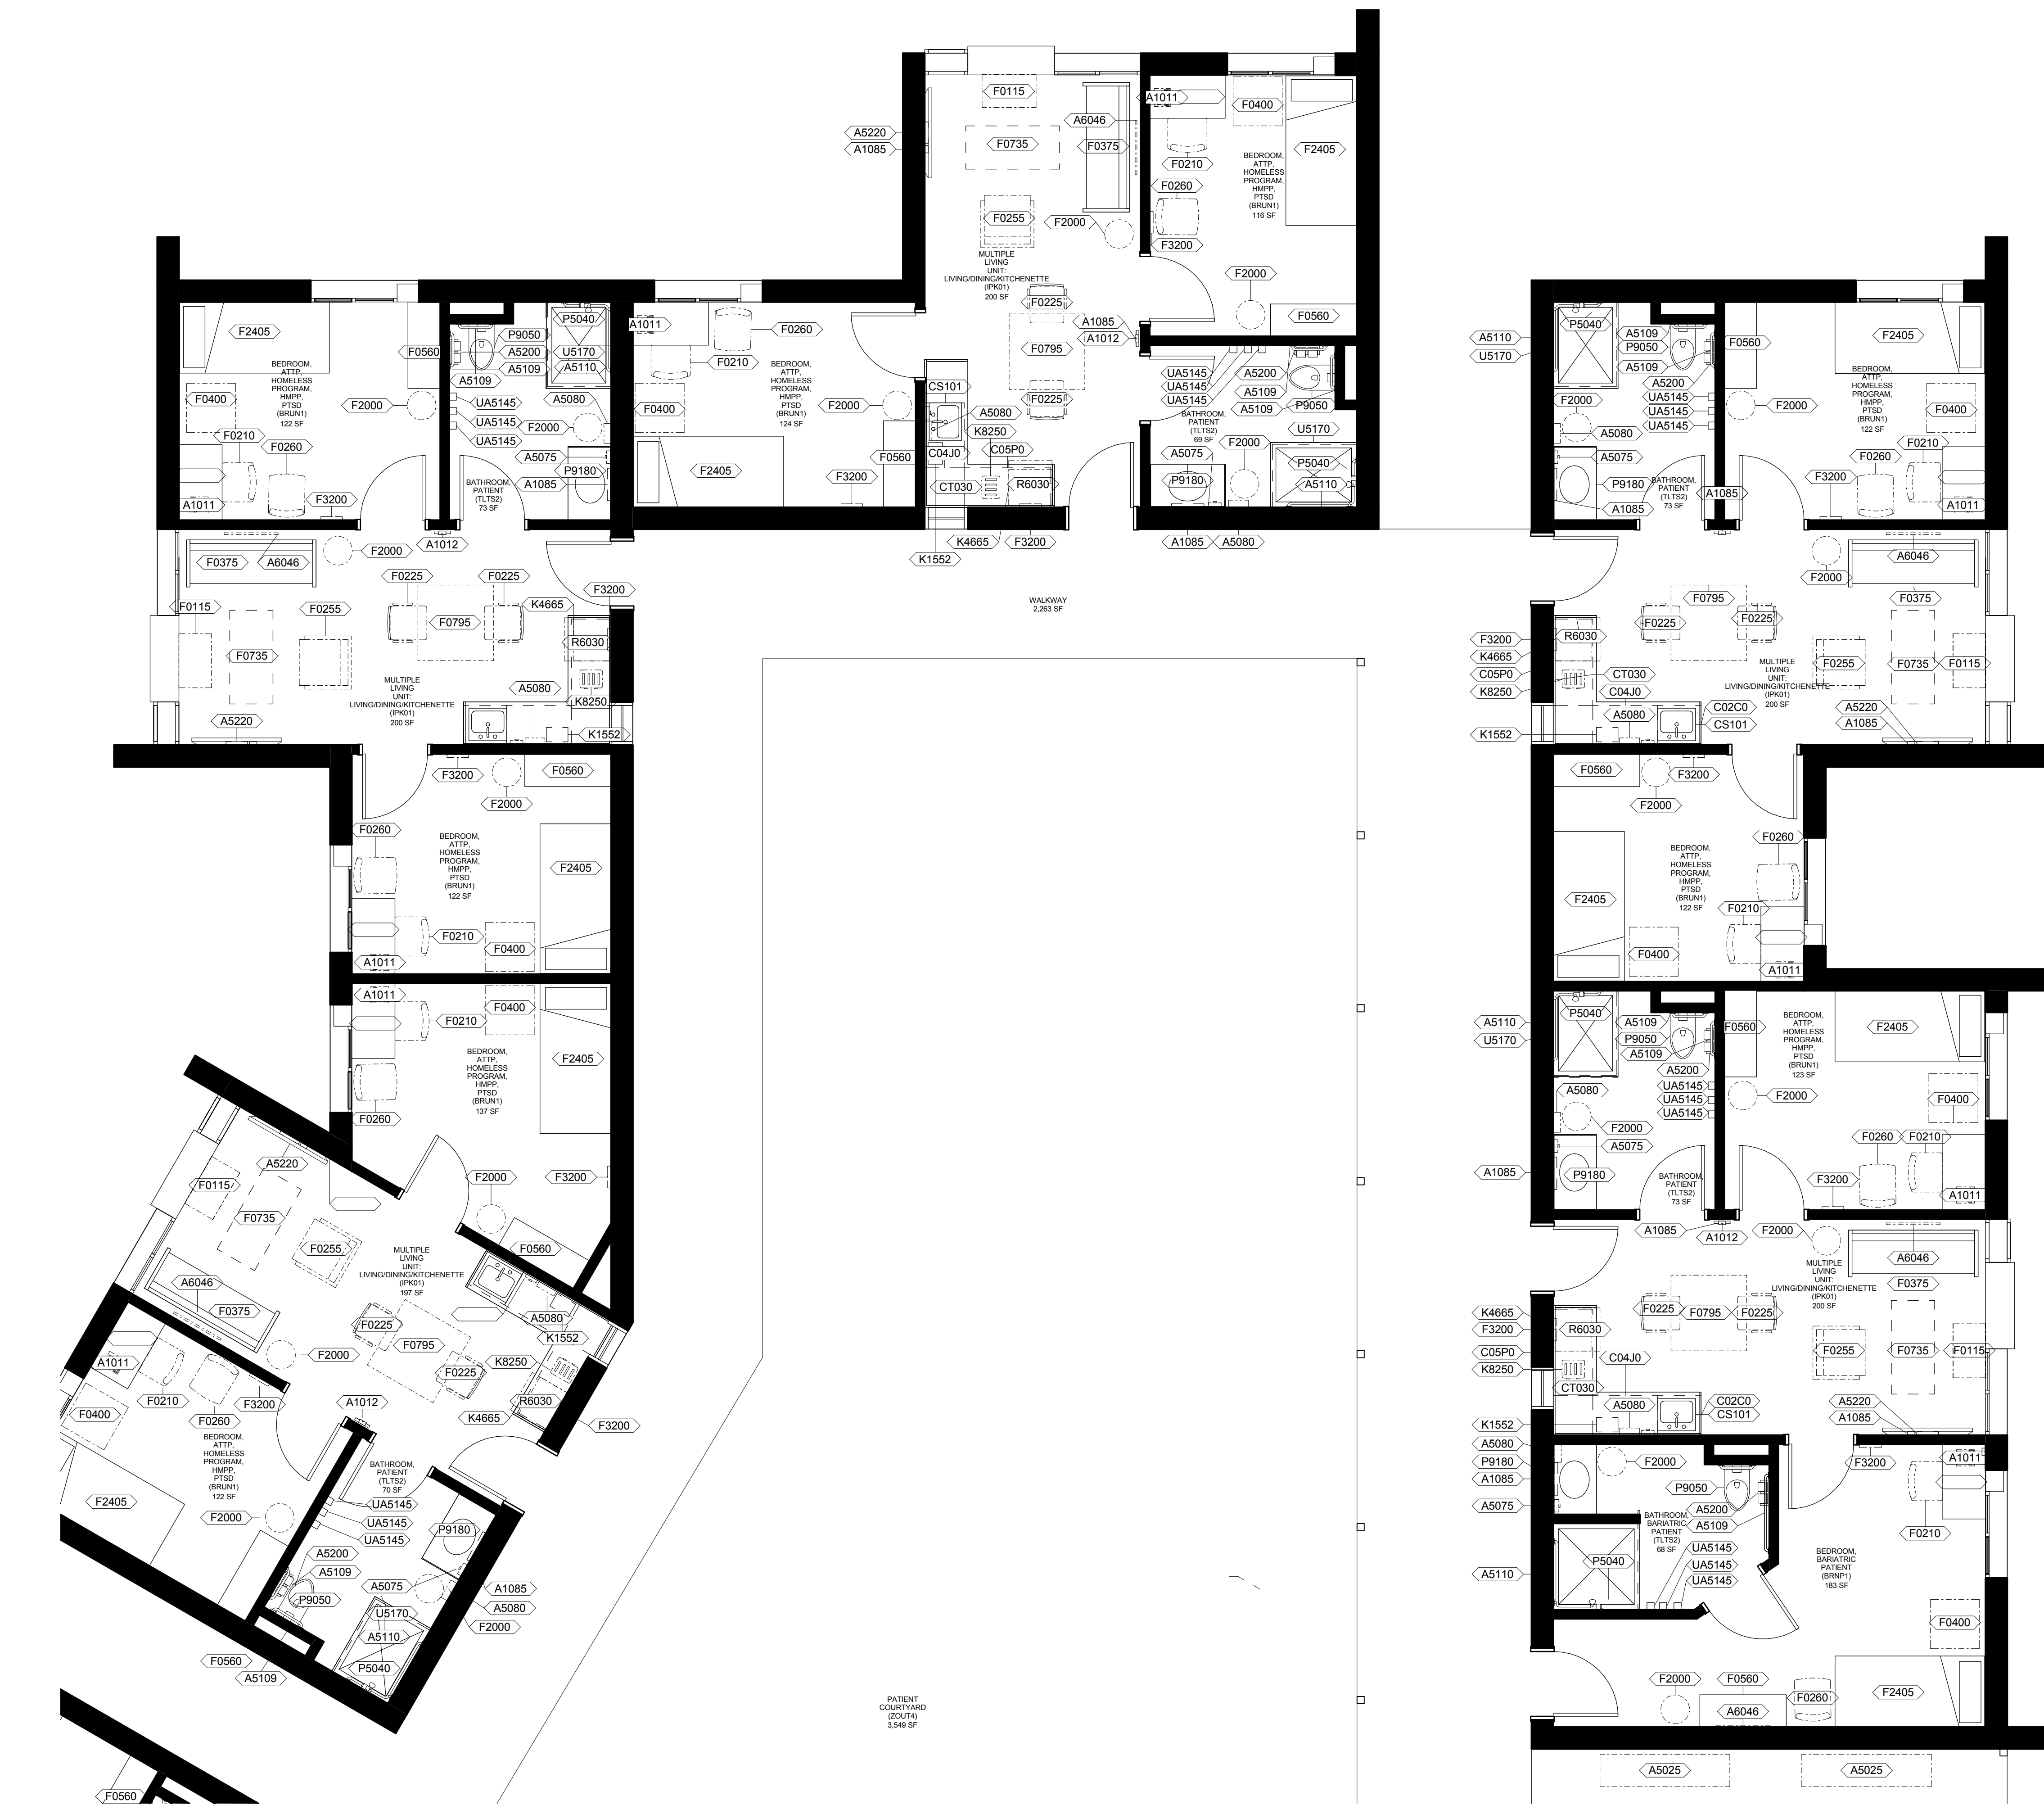 F0115
A1011
F0400
A6046
A5220
F0735
F0375
F2405
A1085
BEDROOM,
ATTP,
HOMELESS
PROGRAM,
HMPP,
PTSD
(BRUN1)
116 SF
F0210
F0260
F0255
F2000
F3200
MULTIPLE
LIVING
UNIT:
LIVING/DINING/KITCHENETTE
(IPK01)
200 SF
F2000
F0225
F0560
A1085
A1012
F0795
CS101
F0225
UA5145
UA5145
UA5145
A5200
A5109
A5109
P9050
A5080
K8250
BATHROOM,
PATIENT
(TLTS2)
69 SF
U5170
C04J0
C05P0
A5075
F2000
P5040
CT030
R6030
P9180
A5110
K4665
F3200
A1085
A5080
K1552
F2405
P5040
P9050
A5200
U5170
F0560
A5109
A5110
BEDROOM,
ATTP,
HOMELESS
PROGRAM,
HMPP,
PTSD
(BRUN1)
122 SF
F0400
F2000
UA5145
UA5145
UA5145
A5080
F2000
F0210
F0260
A5075
P9180
A1085
BATHROOM,
PATIENT
(TLTS2)
73 SF
A1011
F3200
A1011
F0260
F0210
BEDROOM,
ATTP,
HOMELESS
PROGRAM,
HMPP,
PTSD
(BRUN1)
124 SF
F0400
F2000
F0560
F2405
F3200
A1012
F0375
A6046
F2000
F0225
F0225
F3200
F0115
F0255
K4665
F0795
R6030
F0735
MULTIPLE
LIVING
UNIT:
LIVING/DINING/KITCHENETTE
(IPK01)
200 SF
A5080
K8250
A5220
K1552
F3200
F0560
F2000
F0260
BEDROOM,
ATTP,
HOMELESS
PROGRAM,
HMPP,
PTSD
(BRUN1)
122 SF
F2405
F0210
F0400
A1011
A1011
F0400
F0210
BEDROOM,
ATTP,
HOMELESS
PROGRAM,
HMPP,
PTSD
(BRUN1)
137 SF
F2405
F0260
A5220
F0115
F2000
F3200
F0735
F0255
F0560
MULTIPLE
LIVING
UNIT:
LIVING/DINING/KITCHENETTE
(IPK01)
197 SF
A6046
F0375
A5080
F0225
K1552
F0795
F2000
K8250
F0225
A1011
F0210
F3200
R6030
A1012
K4665
F3200
F0400
F0260
BEDROOM,
ATTP,
HOMELESS
PROGRAM,
HMPP,
PTSD
(BRUN1)
122 SF
BATHROOM,
PATIENT
(TLTS2)
70 SF
F2405
F2000
UA5145
UA5145
UA5145
P9180
A5200
A5109
A5075
A1085
P9050
A5080
U5170
F2000
A5110
F0560
P5040
A5109
F0560
WALKWAY
2,263 SF
PATIENT
COURTYARD
(ZOUT4)
3,549 SF
A5110
U5170
P5040
A5109
P9050
A5109
F0560
F2405
A5200
UA5145
UA5145
UA5145
F2000
F2000
BEDROOM,
ATTP,
HOMELESS
PROGRAM,
HMPP,
PTSD
(BRUN1)
122 SF
F0400
A5080
A5075
F0210
F0260
P9180
BATHROOM,
PATIENT
(TLTS2)
73 SF
A1085
A1085
F3200
A1011
A6046
F2000
F0375
F0795
F0225
F0225
F3200
R6030
K4665
C05P0
CT030
K8250
C04J0
MULTIPLE
LIVING
UNIT:
LIVING/DINING/KITCHENETTE
(IPK01)
200 SF
F0255
F0735
F0115
C02C0
A5080
CS101
A5220
A1085
K1552
F0560
F3200
F2000
F0260
BEDROOM,
ATTP,
HOMELESS
PROGRAM,
HMPP,
PTSD
(BRUN1)
122 SF
F2405
F0210
F0400
A1011
A5110
U5170
P5040
A5109
P9050
A5109
A5200
F0560
F2405
BEDROOM,
ATTP,
HOMELESS
PROGRAM,
HMPP,
PTSD
(BRUN1)
123 SF
UA5145
UA5145
UA5145
A5080
F2000
F2000
F0400
A5075
F0260
F0210
A1085
P9180
BATHROOM,
PATIENT
(TLTS2)
73 SF
F3200
A1011
A1085
A1012
F2000
A6046
F0375
MULTIPLE
LIVING
UNIT:
LIVING/DINING/KITCHENETTE
(IPK01)
200 SF
K4665
F3200
C05P0
K8250
R6030
F0225
F0795
F0225
F0255
F0735
F0115
C04J0
CT030
A5080
C02C0
CS101
A5220
A1085
K1552
A5080
P9180
A1085
A5075
F2000
F3200
A1011
P9050
A5200
A5109
F0210
BATHROOM,
BARIATRIC
PATIENT
(TLTS2)
68 SF
UA5145
UA5145
UA5145
P5040
A5110
BEDROOM,
BARIATRIC
PATIENT
(BRNP1)
183 SF
F0400
F2000
F0560
F0260
F2405
A6046
A5025
A5025